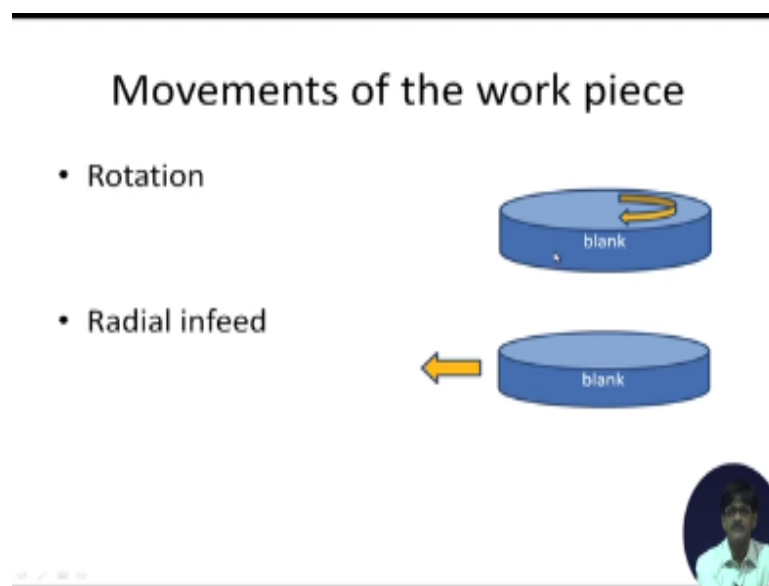 Movements of the work piece
• Rotation
blank
• Radial infeed
blank